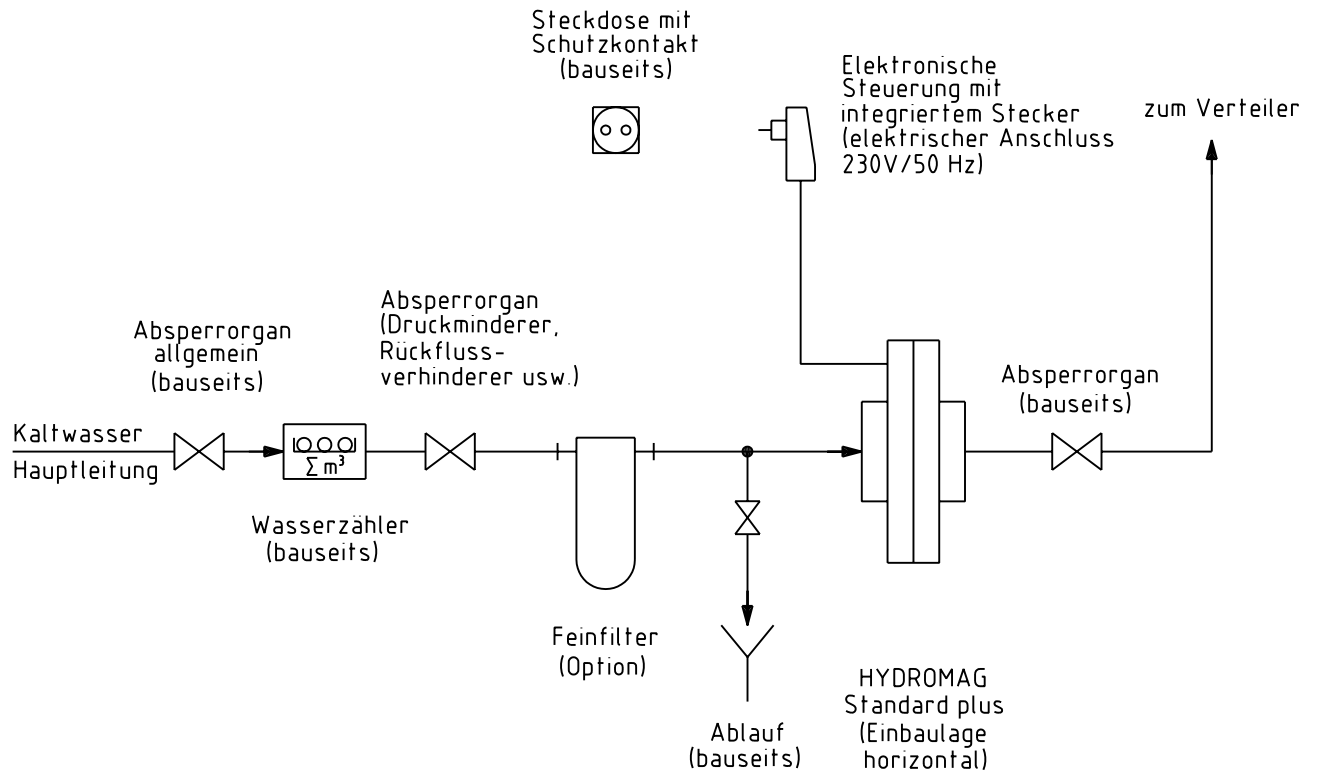 Steckdose mit
Schutzkontakt
(bauseits)
Elektronische
Steuerung mit
integriertem Stecker
(elektrischer Anschluss
230V/50 Hz)
zum Verteiler
Absperrorgan
allgemein
(bauseits)
Absperrorgan
(Druckminderer,
Rückfluss-
verhinderer usw.)
Absperrorgan
(bauseits)
Kaltwasser
Hauptleitung
Σ m³
Wasserzähler
(bauseits)
Feinfilter
(Option)
Ablauf
(bauseits)
HYDROMAG
Standard plus
(Einbaulage
horizontal)